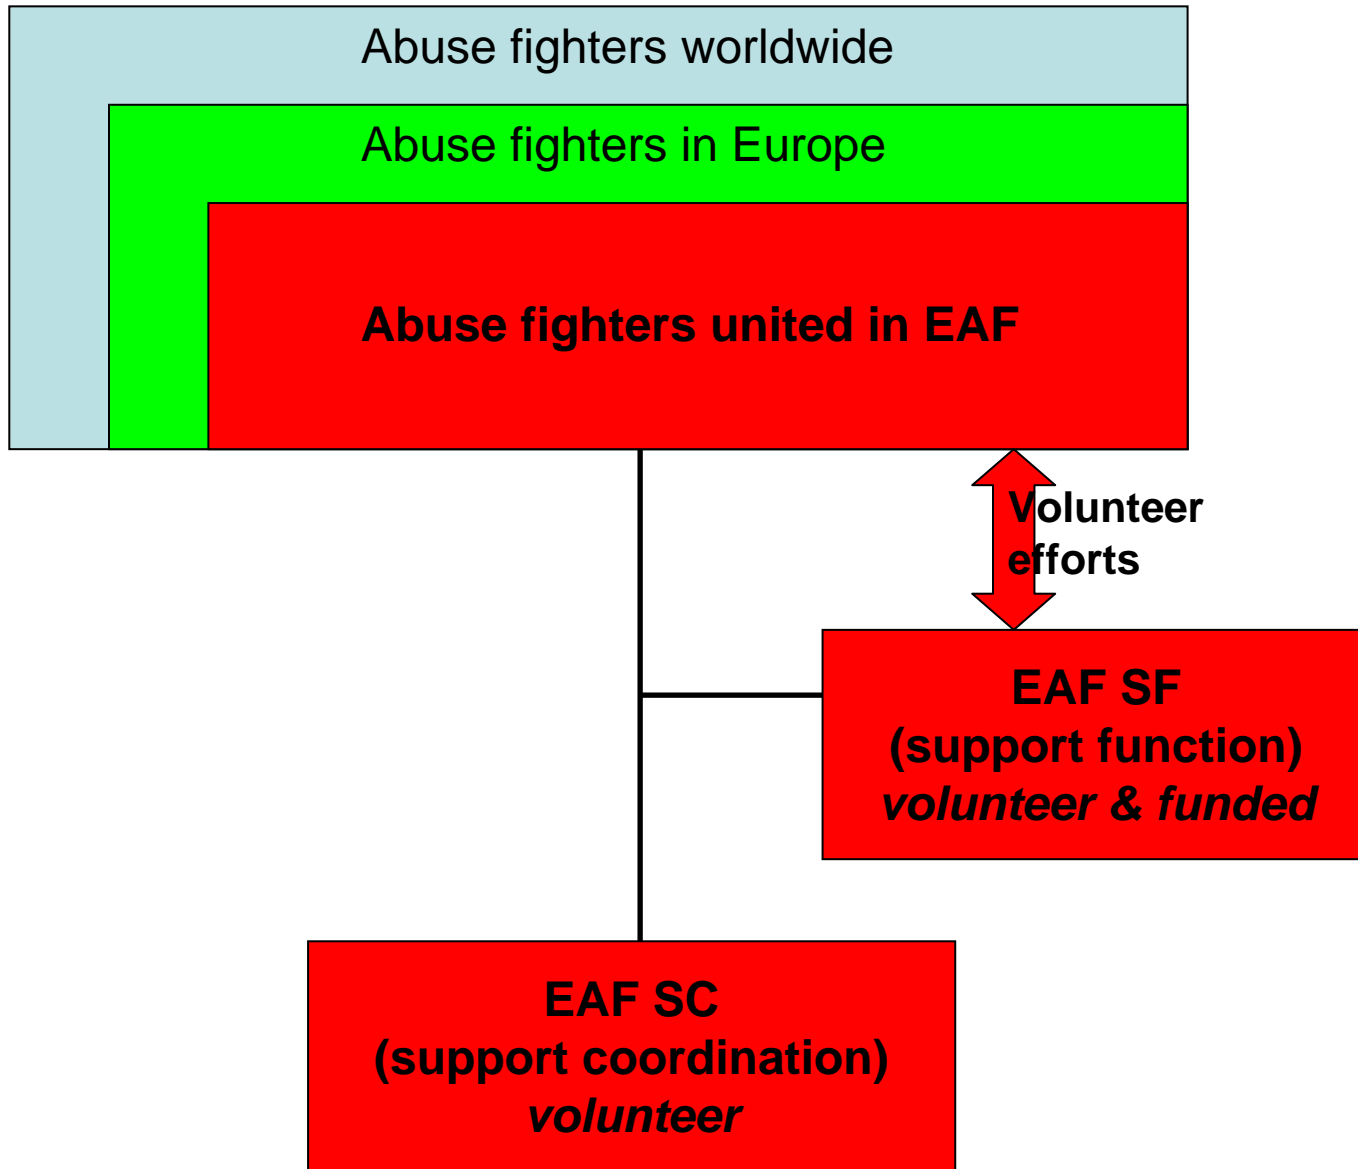 Abuse fighters worldwide
Abuse fighters in Europe
Abuse fighters united in EAF
Volunteer
efforts
EAF SF
(support function)
volunteer & funded
EAF SC
(support coordination)
volunteer